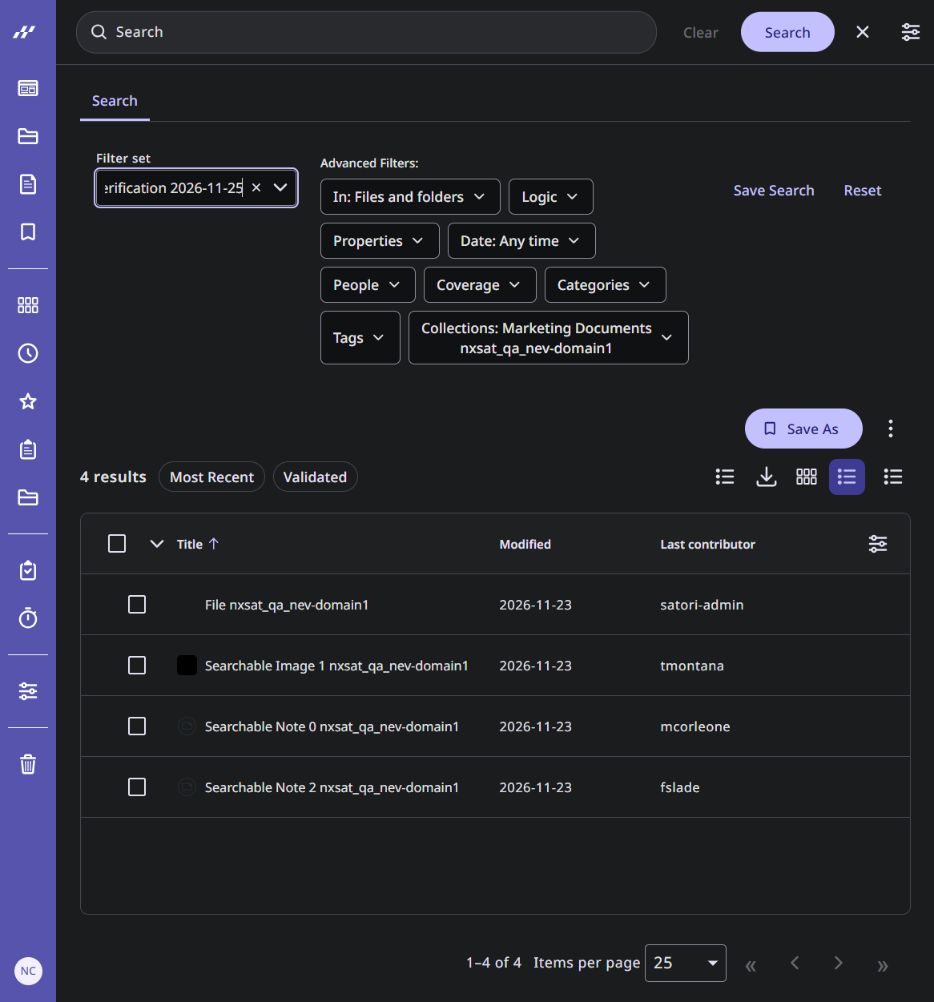 Search
Clear
Search
Search
Filter set
Advanced Filters:
2026-11-25
In: Files and folders
Logic
Save Search
Reset
Properties
Date: Any time
People
Coverage
Categories
Tags
Collections: Marketing Documents
nxsat_qa_nev-domain1
Save As
4 results
Most Recent
Validated
Title
Modified
Last contributor
File nxsat_qa_nev-domain1
2026-11-23
satori-admin
Searchable Image 1 nxsat_qa_nev-domain1
2026-11-23
tmontana
Searchable Note 0 nxsat_qa_nev-domain1
2026-11-23
mcorleone
Searchable Note 2 nxsat_qa_nev-domain1
2026-11-23
fslade
NC
1–4 of 4
Items per page
25